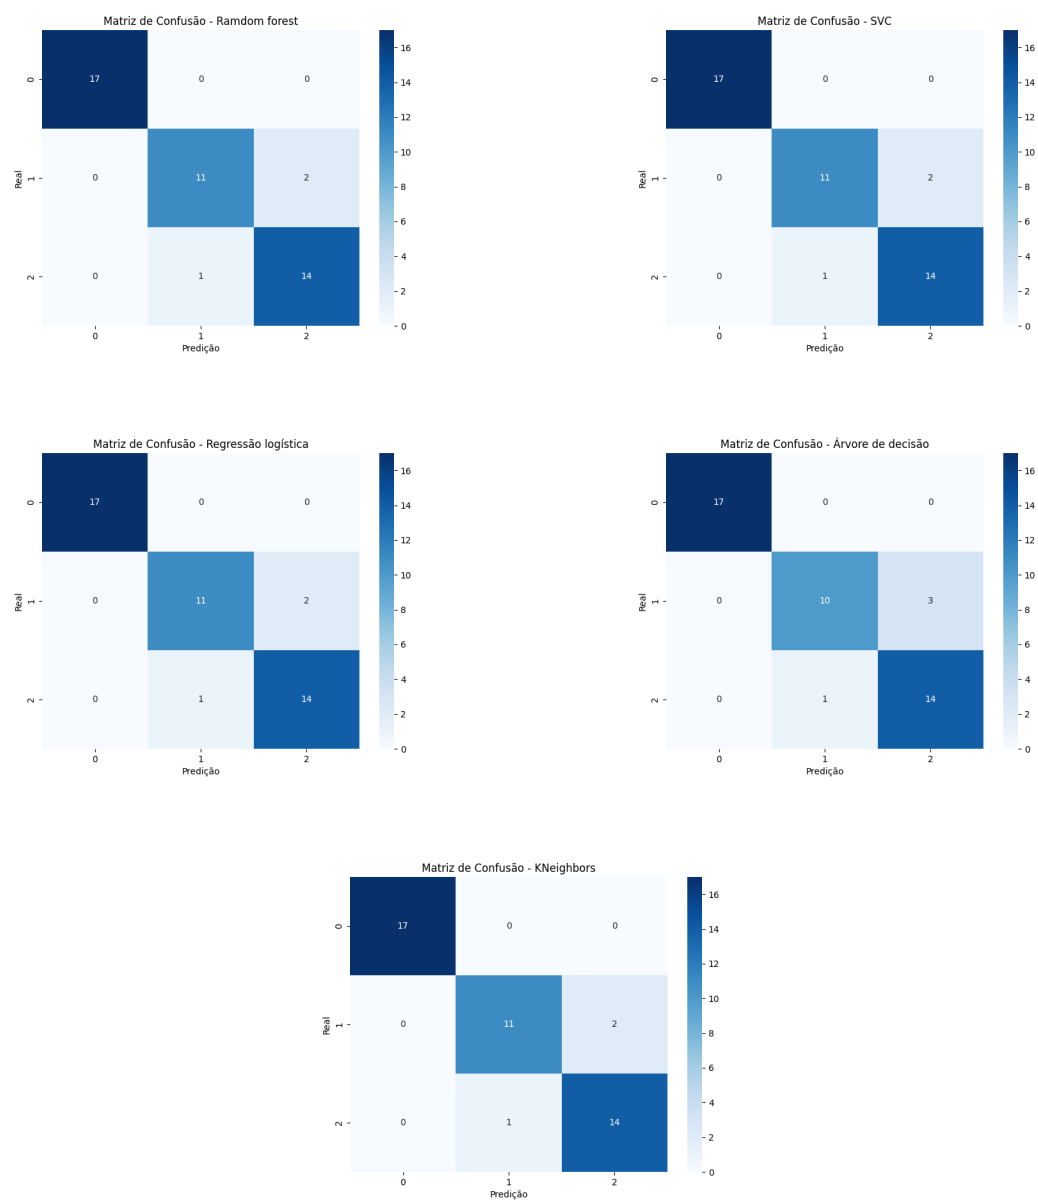 Matriz de Confusão - Ramdom forest
0 17 0 0
Real
1 0 11 2
2 0 1 14
0 1 2
Predição
16
14
12
10
8
6
4
2
0
Matriz de Confusão - SVC
0 17 0 0
Real
1 0 11 2
2 0 1 14
0 1 2
Predição
16
14
12
10
8
6
4
2
0
Matriz de Confusão - Regressão logística
0 17 0 0
Real
1 0 11 2
2 0 1 14
0 1 2
Predição
16
14
12
10
8
6
4
2
0
Matriz de Confusão - Árvore de decisão
0 17 0 0
Real
1 0 10 3
2 0 1 14
0 1 2
Predição
16
14
12
10
8
6
4
2
0
Matriz de Confusão - KNeighbors
0 17 0 0
Real
1 0 11 2
2 0 1 14
0 1 2
Predição
16
14
12
10
8
6
4
2
0